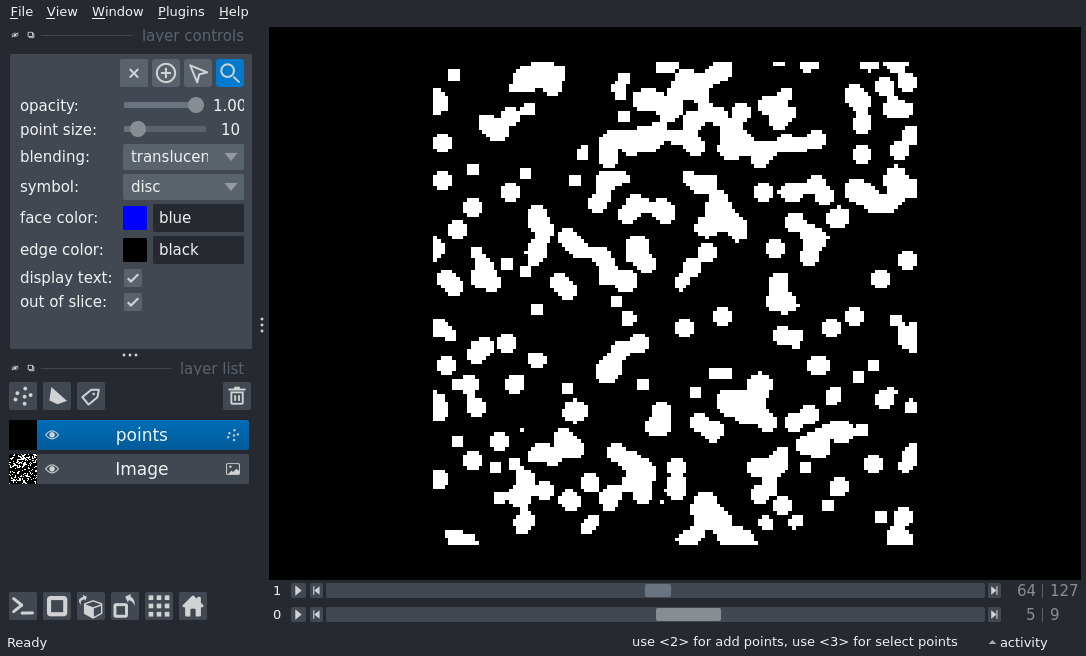 File View Window Plugins Help
layer controls
opacity: 1.00
point size: 10
blending: translucen
symbol: disc
face color: blue
edge color: black
display text:
out of slice:
layer list
points
Image
1 64 | 127
0 5 | 9
Ready use <2> for add points, use <3> for select points activity